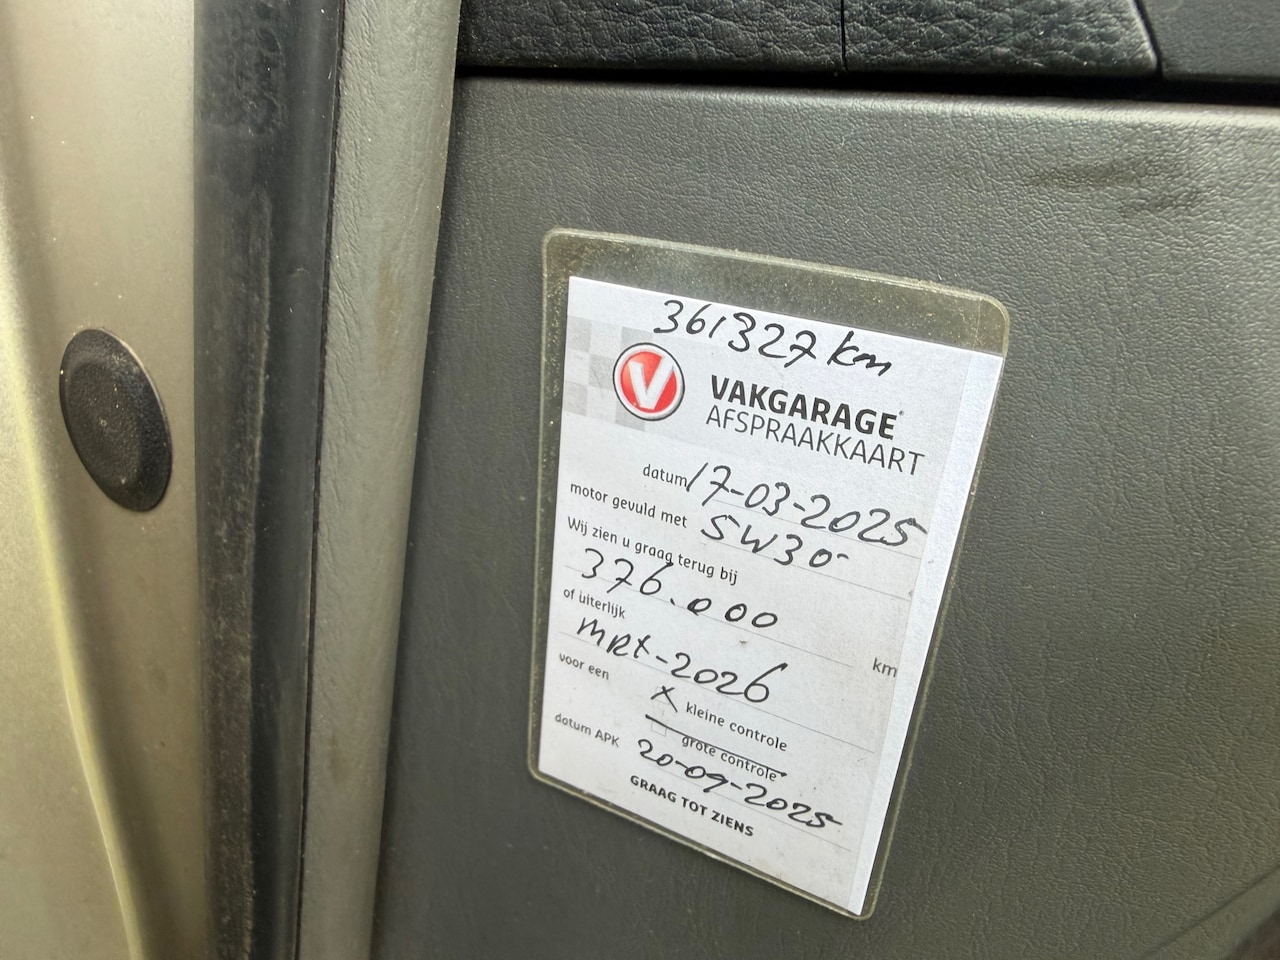 361327 km
V
VAKGARAGE
AFSPRAAKKAART
datum 17-03-2025
motor gevuld met 5W30
Wij zien u graag terug bij
376.000 km
of uiterlijk
MRT-2026
voor een X kleine controle
grote controle
datum APK 20-09-2025
GRAAG TOT ZIENS